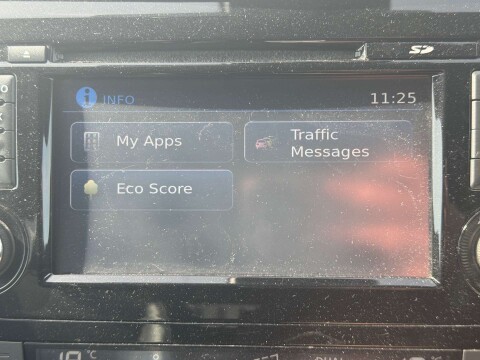 SD
INFO
11:25
My Apps
Traffic
Messages
Eco Score
°C